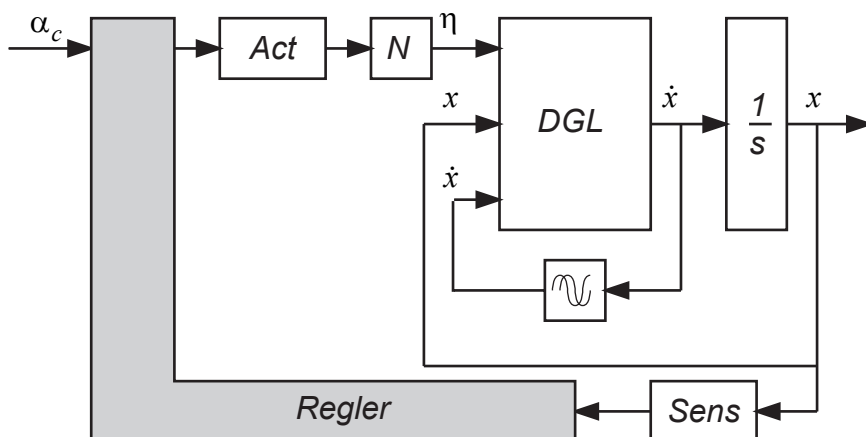 α_c
Act
N
η
x
ẋ
DGL
ẋ
1/s
x
Regler
Sens